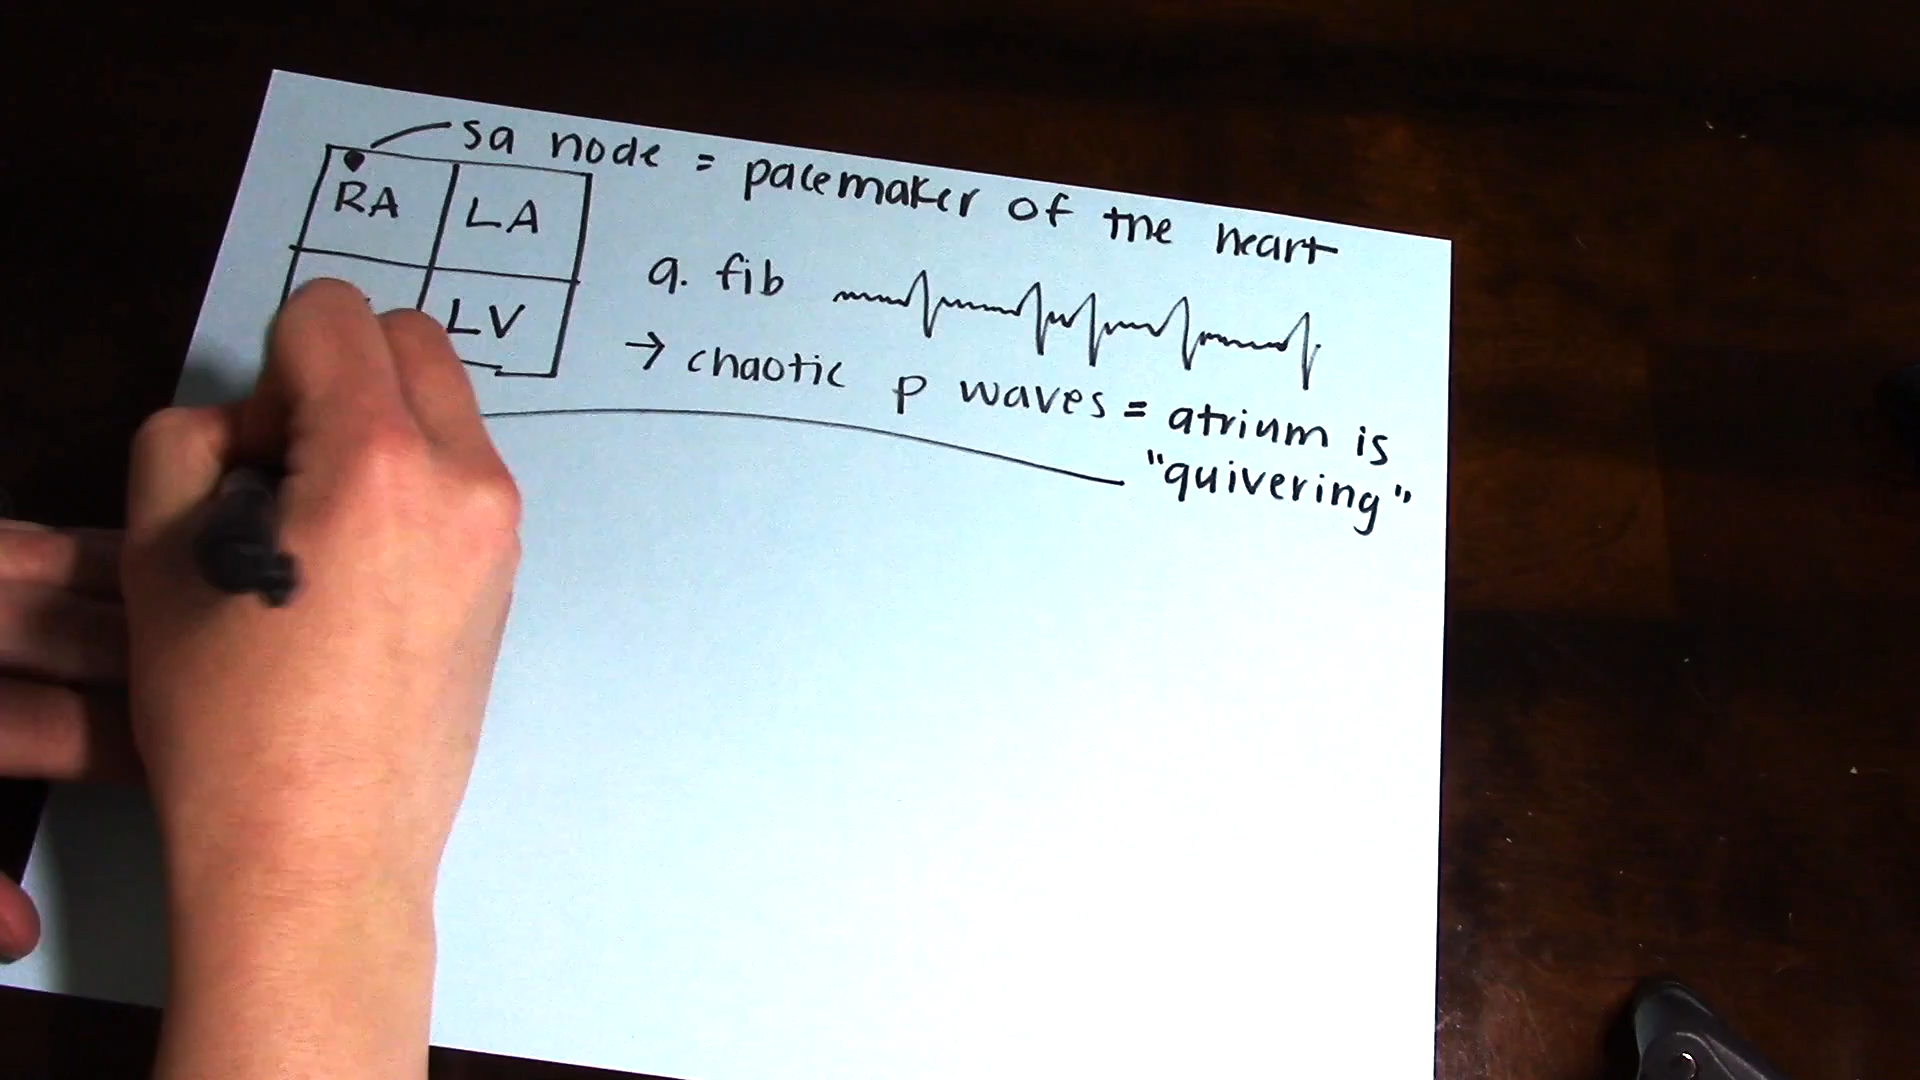 sa node = pacemaker of the heart
RA LA
a. fib
LV
→ chaotic p waves = atrium is
"quivering"